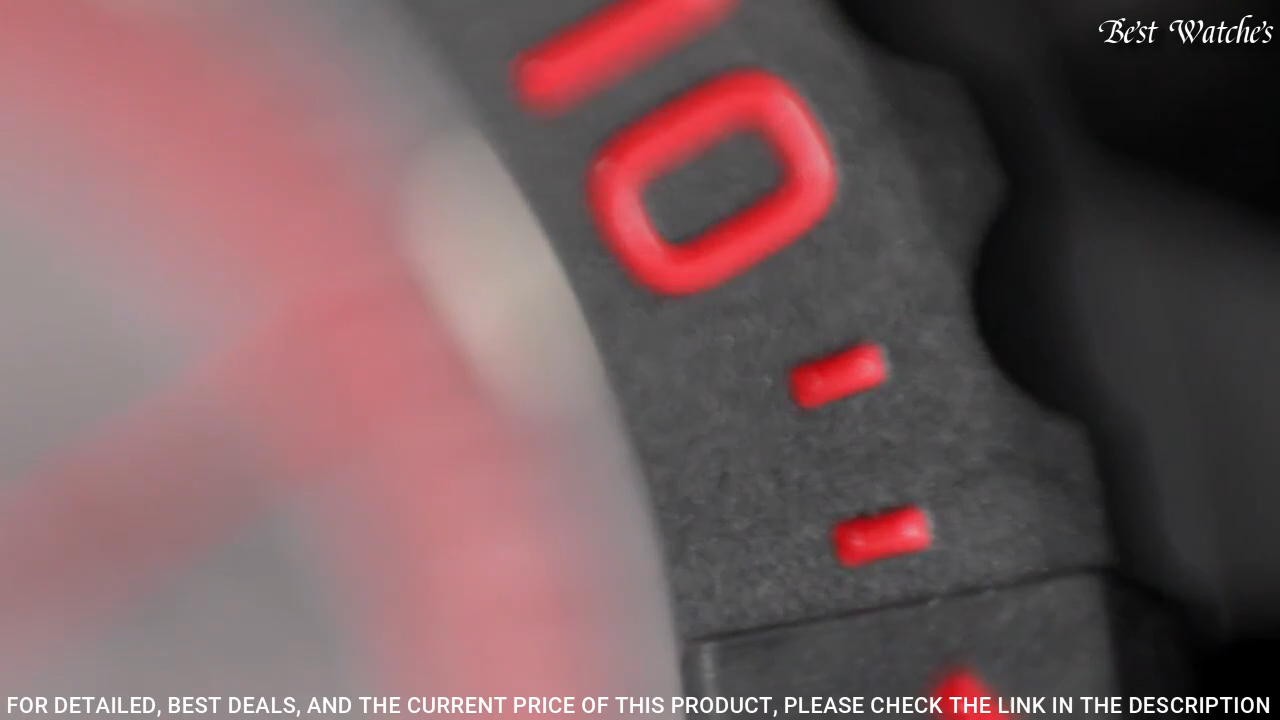 Be'st Watche's
10
FOR DETAILED, BEST DEALS, AND THE CURRENT PRICE OF THIS PRODUCT, PLEASE CHECK THE LINK IN THE DESCRIPTION